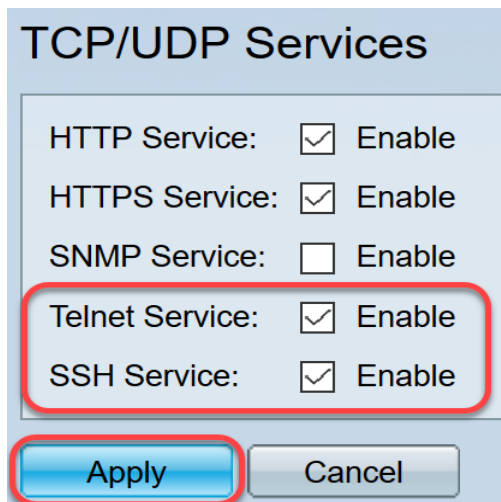 TCP/UDP Services
HTTP Service: Enable
HTTPS Service: Enable
SNMP Service: Enable
Telnet Service: Enable
SSH Service: Enable
Apply Cancel